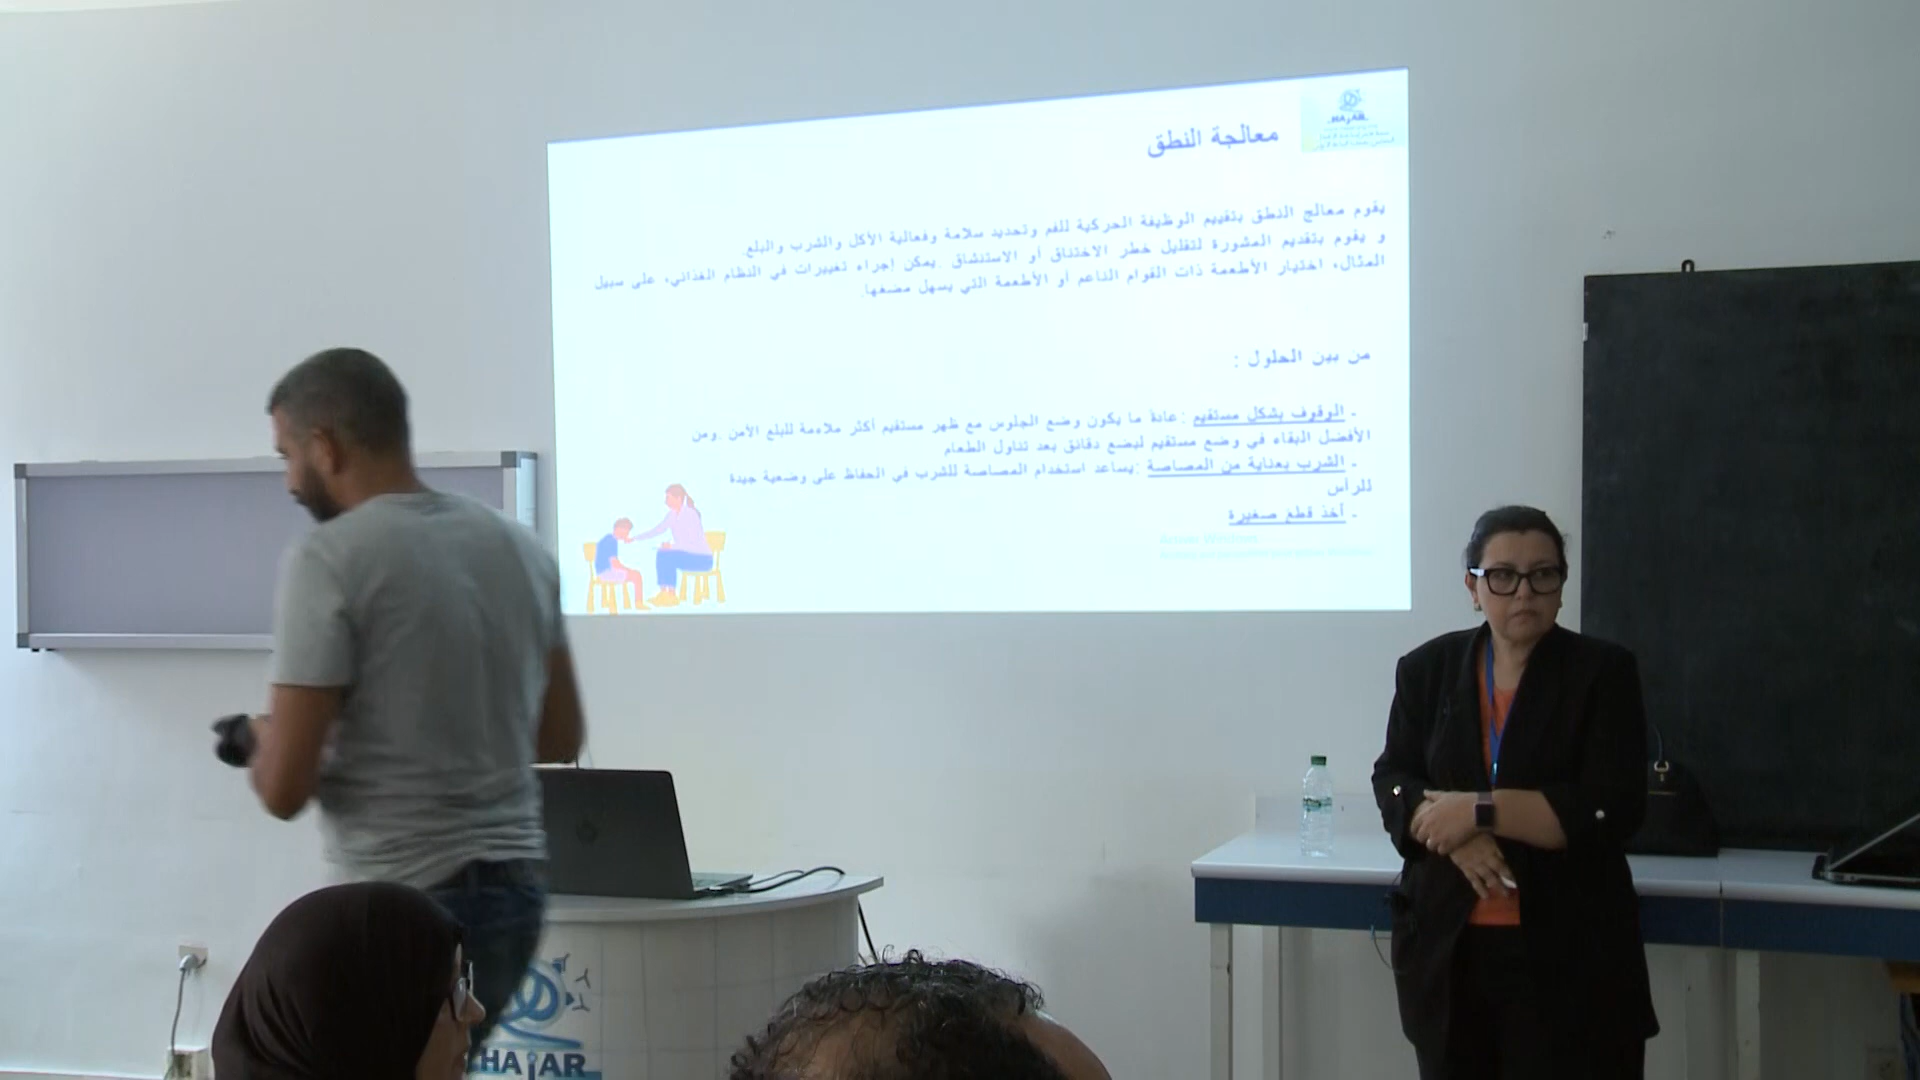 معالجة النطق
HAJAR
يقوم معالج النطق بتقييم الوظيفة الحركية للفم وتحديد سلامة وفعالية الأكل والشرب والبلع.
و يقوم بتقديم المشورة لتقليل خطر الاختناق أو الاستنشاق .يمكن إجراء تغييرات في النظام الغذائي، على سبيل
المثال، اختيار الأطعمة ذات القوام الناعم أو الأطعمة التي يسهل مضغها.
من بين الحلول :
- الوقوف بشكل مستقيم :عادة ما يكون وضع الجلوس مع ظهر مستقيم أكثر ملاءمة للبلع الآمن .ومن
الأفضل البقاء في وضع مستقيم لبضع دقائق بعد تناول الطعام
- الشرب بعناية من المصاصة :يساعد استخدام المصاصة للشرب في الحفاظ على وضعية جيدة
للرأس
- أخذ قطع صغيرة
Activate Windows
HAJAR